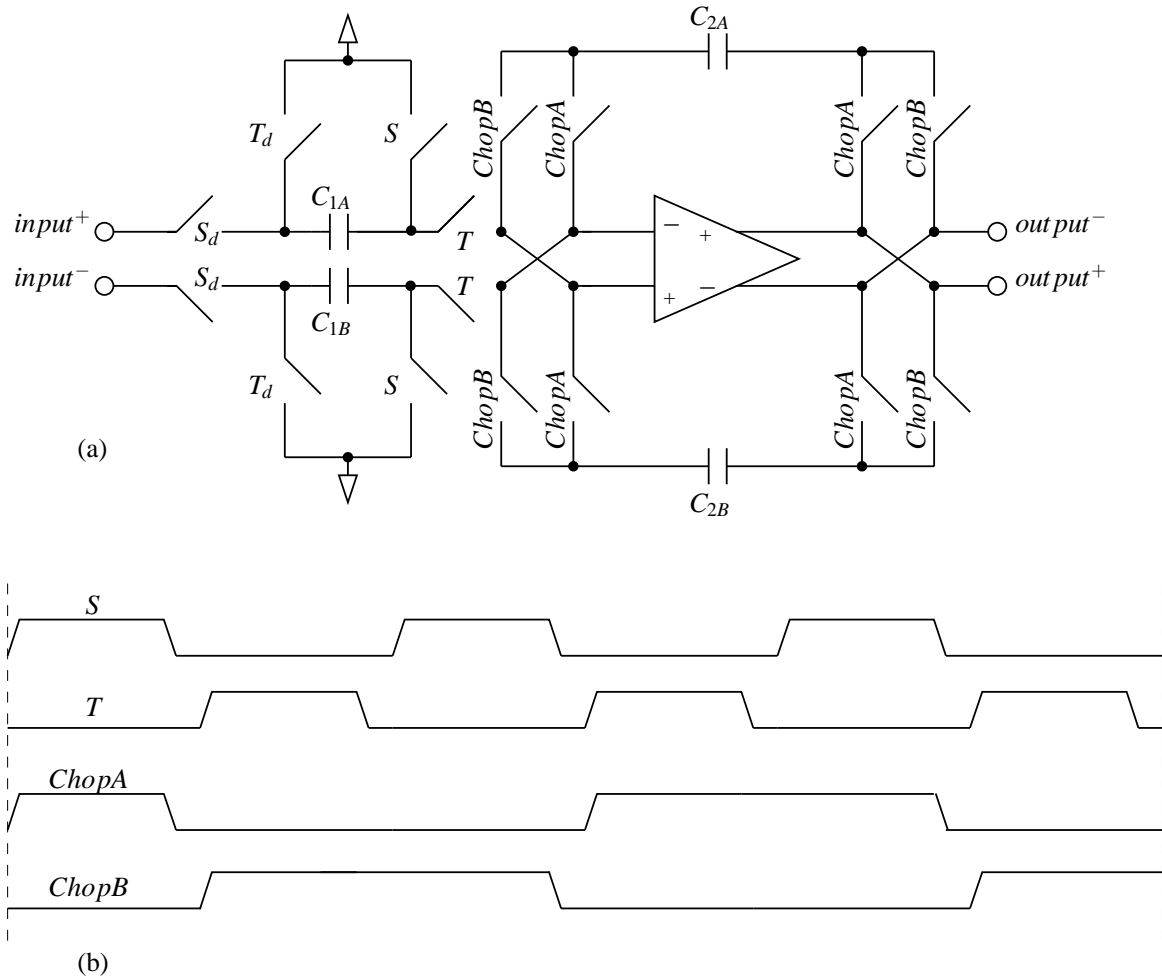 C2A
ChopB
ChopA
ChopA
ChopB
Td
S
C1A
input+
Sd
T
−
+
output−
input−
Sd
T
+
−
output+
C1B
Td
S
ChopB
ChopA
ChopA
ChopB
(a)
C2B
S
T
ChopA
ChopB
(b)